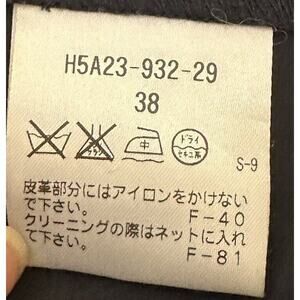 H5A23-932-29
38
中 ドライ
セキユ系
S-9
皮革部分にはアイロンをかけない
で下さい。 F-40
クリーニングの際はネットに入れ
て下さい。 F-81